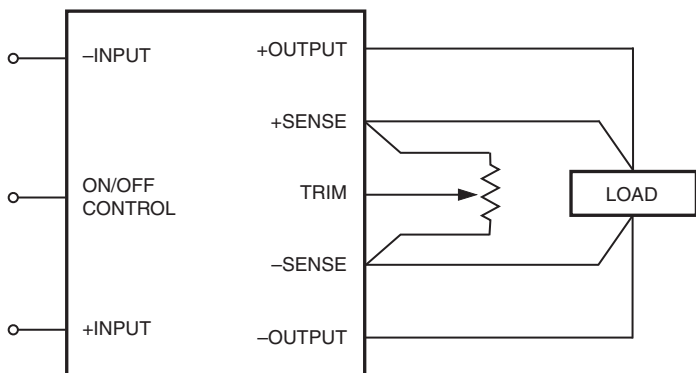 –INPUT
ON/OFF
CONTROL
+INPUT
+OUTPUT
+SENSE
TRIM
–SENSE
–OUTPUT
LOAD